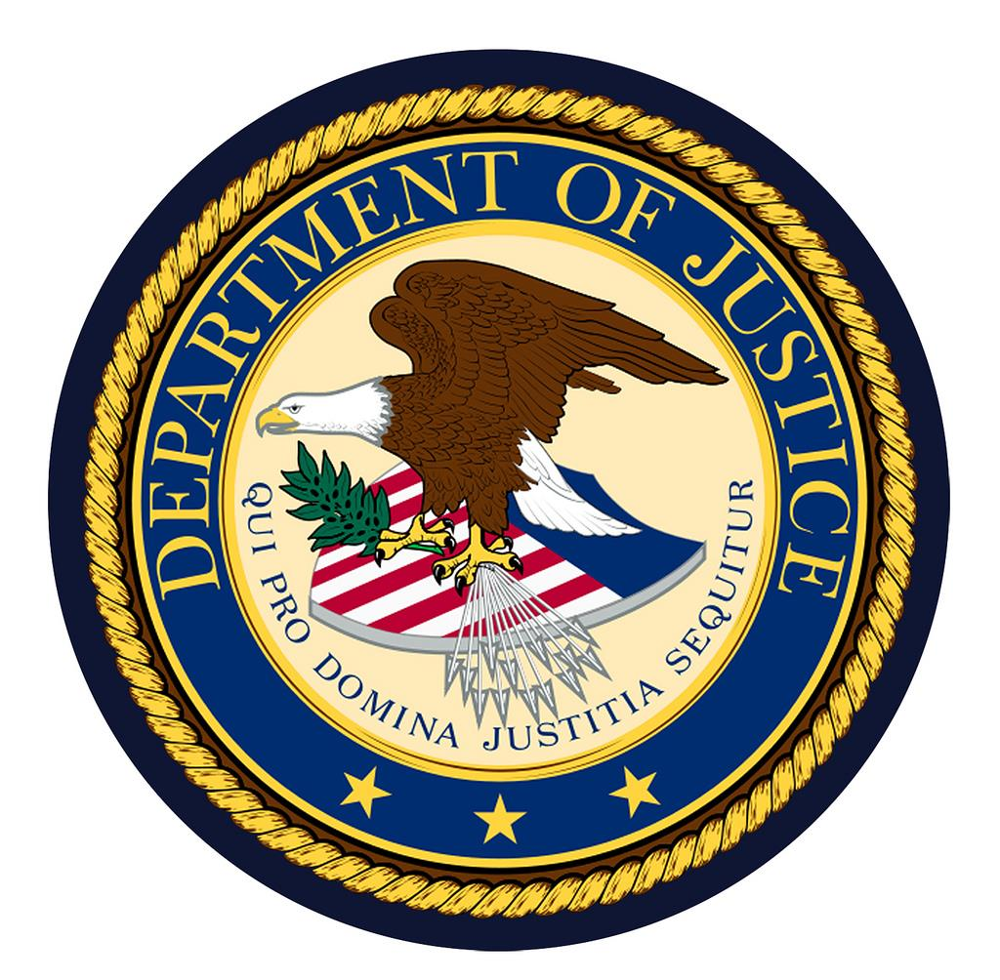 DEPARTMENT OF JUSTICE
QUI PRO DOMINA JUSTITIA SEQUITUR